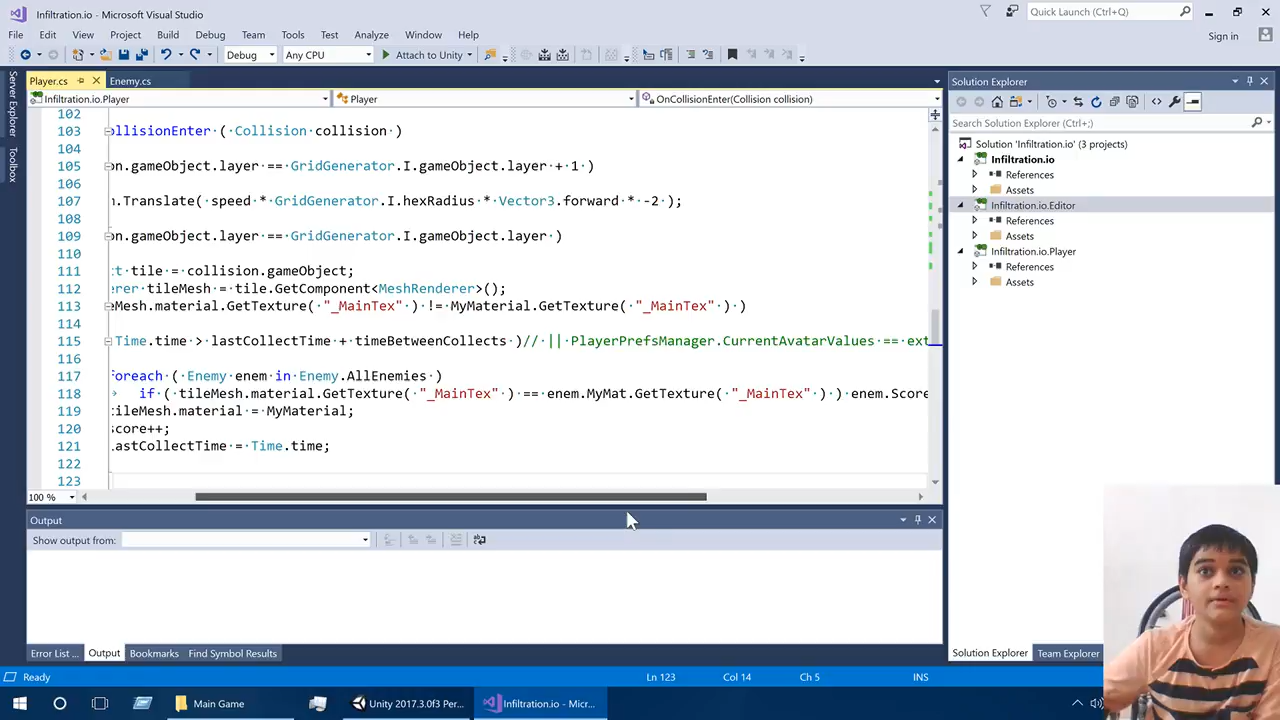 Infiltration.io - Microsoft Visual Studio
Quick Launch (Ctrl+Q)
File Edit View Project Build Debug Team Tools Test Analyze Window Help
Sign in
Debug Any CPU Attach to Unity
Server Explorer
Toolbox
Player.cs Enemy.cs
Infiltration.io.Player Player OnCollisionEnter(Collision collision)
102
103 ollisionEnter ( Collision collision )
104
105 on.gameObject.layer == GridGenerator.I.gameObject.layer + 1 )
106
107 m.Translate( speed * GridGenerator.I.hexRadius * Vector3.forward * -2 );
108
109 on.gameObject.layer == GridGenerator.I.gameObject.layer )
110
111 ct tile = collision.gameObject;
112 erer tileMesh = tile.GetComponent<MeshRenderer>();
113 eMesh.material.GetTexture( "_MainTex" ) != MyMaterial.GetTexture( "_MainTex" ) )
114
115 Time.time > lastCollectTime + timeBetweenCollects )// || PlayerPrefsManager.CurrentAvatarValues == ext
116
117 foreach ( Enemy enem in Enemy.AllEnemies )
118 if ( tileMesh.material.GetTexture( "_MainTex" ) == enem.MyMat.GetTexture( "_MainTex" ) ) enem.Score
119 tileMesh.material = MyMaterial;
120 score++;
121 lastCollectTime = Time.time;
122
123
100 %
Output
Show output from:
Error List ... Output Bookmarks Find Symbol Results
Solution Explorer
Search Solution Explorer (Ctrl+;)
Solution 'Infiltration.io' (3 projects)
Infiltration.io
References
Assets
Infiltration.io.Editor
References
Assets
Infiltration.io.Player
References
Assets
Solution Explorer Team Explorer
Ready Ln 123 Col 14 Ch 5 INS
Main Game Unity 2017.3.0f3 Per... Infiltration.io - Micr...